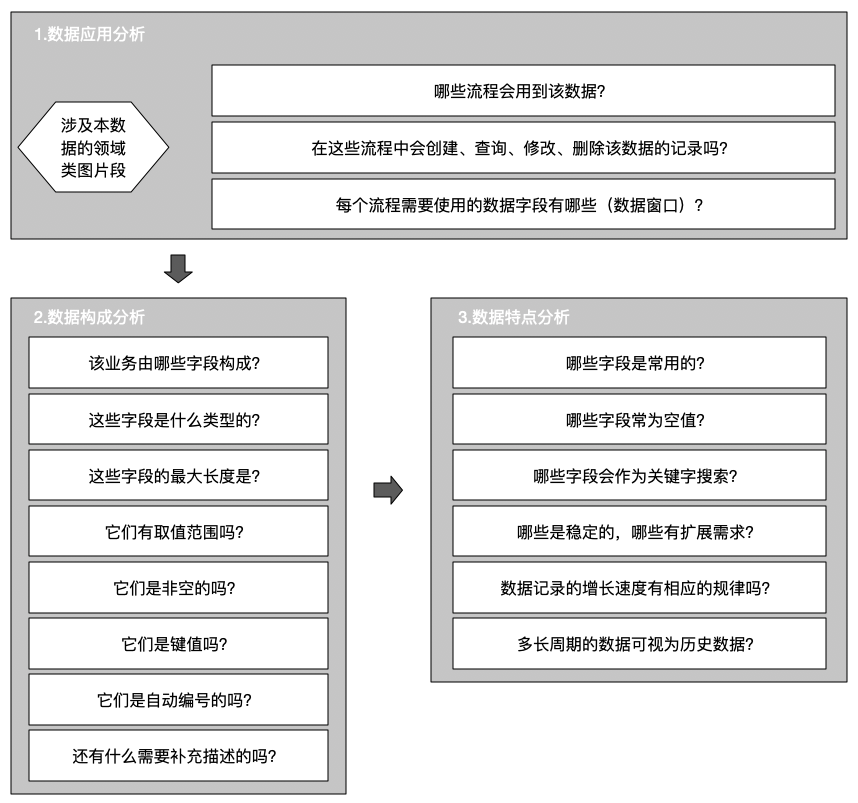 1.数据应用分析
涉及本数
据的领域
类图片段
哪些流程会用到该数据?
在这些流程中会创建、查询、修改、删除该数据的记录吗?
每个流程需要使用的数据字段有哪些（数据窗口）?
2.数据构成分析
该业务由哪些字段构成?
这些字段是什么类型的?
这些字段的最大长度是?
它们有取值范围吗?
它们是非空的吗?
它们是键值吗?
它们是自动编号的吗?
还有什么需要补充描述的吗?
3.数据特点分析
哪些字段是常用的?
哪些字段常为空值?
哪些字段会作为关键字搜索?
哪些是稳定的，哪些有扩展需求?
数据记录的增长速度有相应的规律吗?
多长周期的数据可视为历史数据?